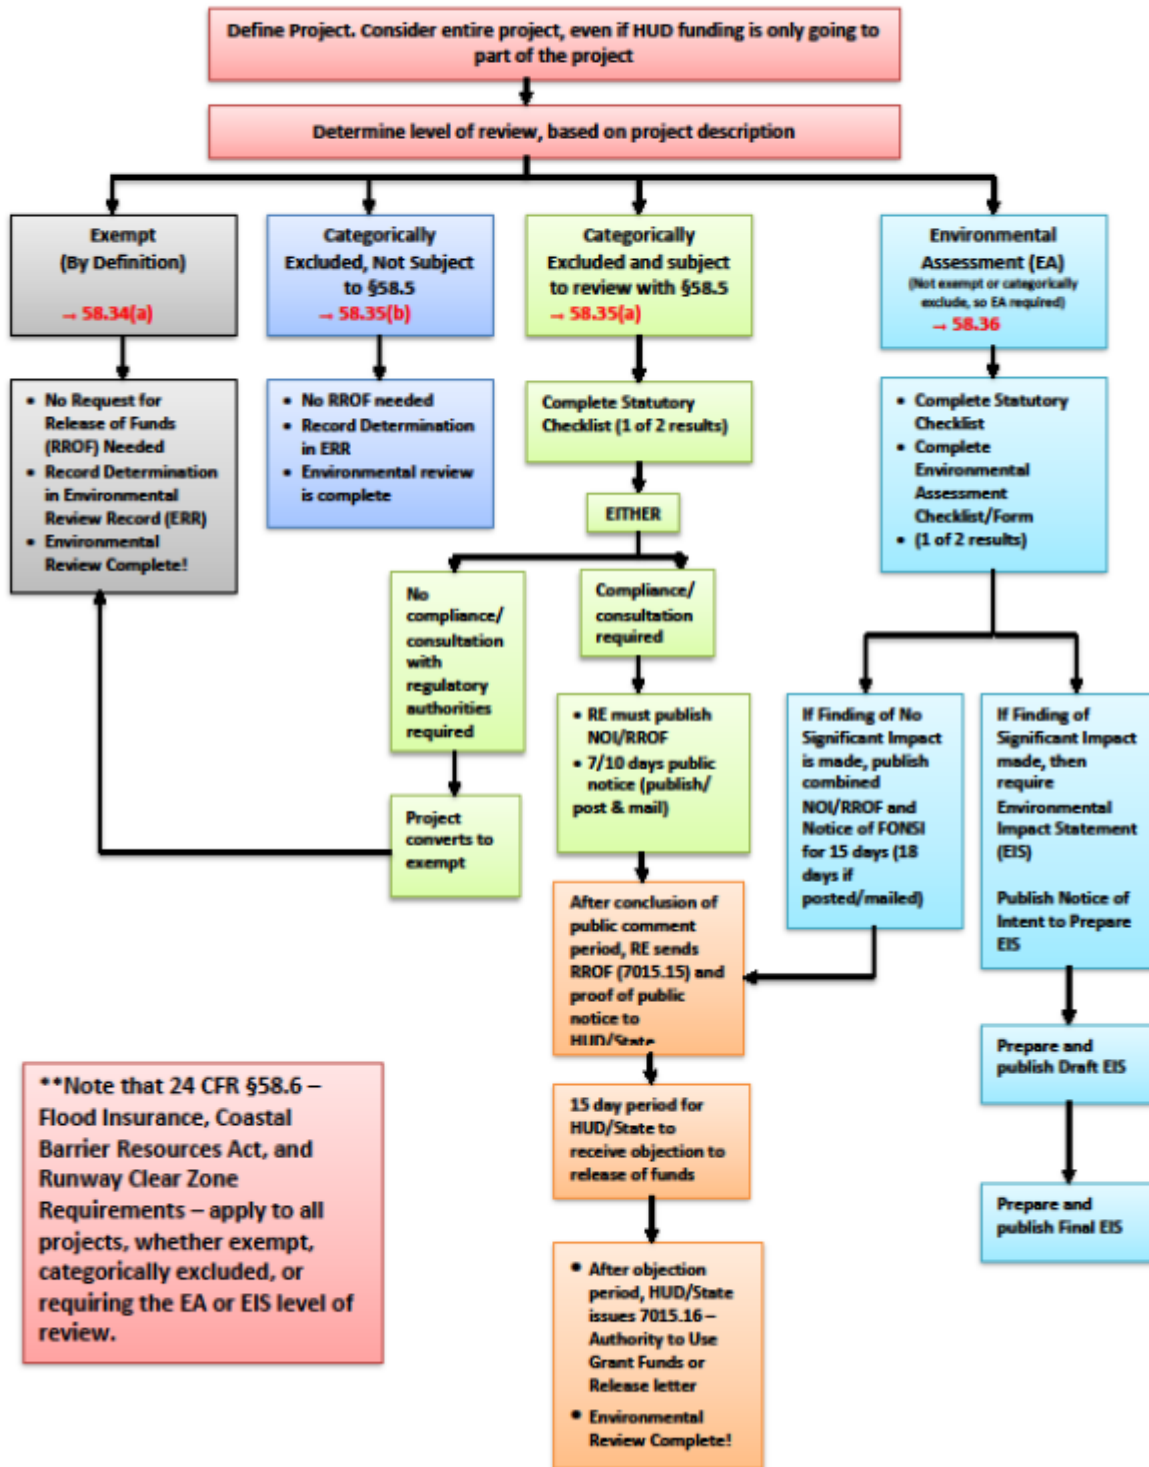 Define Project. Consider entire project, even if HUD funding is only going to
part of the project
Determine level of review, based on project description
Exempt
(By Definition)
→ 58.34(a)
Categorically
Excluded, Not Subject
to §58.5
→ 58.35(b)
Categorically
Excluded and subject
to review with §58.5
→ 58.35(a)
Environmental
Assessment (EA)
(Not exempt or categorically
exclude, so EA required)
→ 58.36
• No Request for
Release of Funds
(RROF) Needed
• Record Determination
in Environmental
Review Record (ERR)
• Environmental
Review Complete!
• No RROF needed
• Record Determination
in ERR
• Environmental review
is complete
Complete Statutory
Checklist (1 of 2 results)
• Complete Statutory
Checklist
• Complete
Environmental
Assessment
Checklist/Form
• (1 of 2 results)
EITHER
No
compliance/
consultation
with
regulatory
authorities
required
Compliance/
consultation
required
Project
converts to
exempt
• RE must publish
NOI/RROF
• 7/10 days public
notice (publish/
post & mail)
If Finding of No
Significant Impact
is made, publish
combined
NOI/RROF and
Notice of FONSI
for 15 days (18
days if
posted/mailed)
If Finding of
Significant Impact
made, then
require
Environmental
Impact Statement
(EIS)
Publish Notice of
Intent to Prepare
EIS
After conclusion of
public comment
period, RE sends
RROF (7015.15) and
proof of public
notice to
HUD/State
Prepare and
publish Draft EIS
15 day period for
HUD/State to
receive objection to
release of funds
Prepare and
publish Final EIS
• After objection
period, HUD/State
issues 7015.16 –
Authority to Use
Grant Funds or
Release letter
• Environmental
Review Complete!
**Note that 24 CFR §58.6 –
Flood Insurance, Coastal
Barrier Resources Act, and
Runway Clear Zone
Requirements – apply to all
projects, whether exempt,
categorically excluded, or
requiring the EA or EIS level of
review.